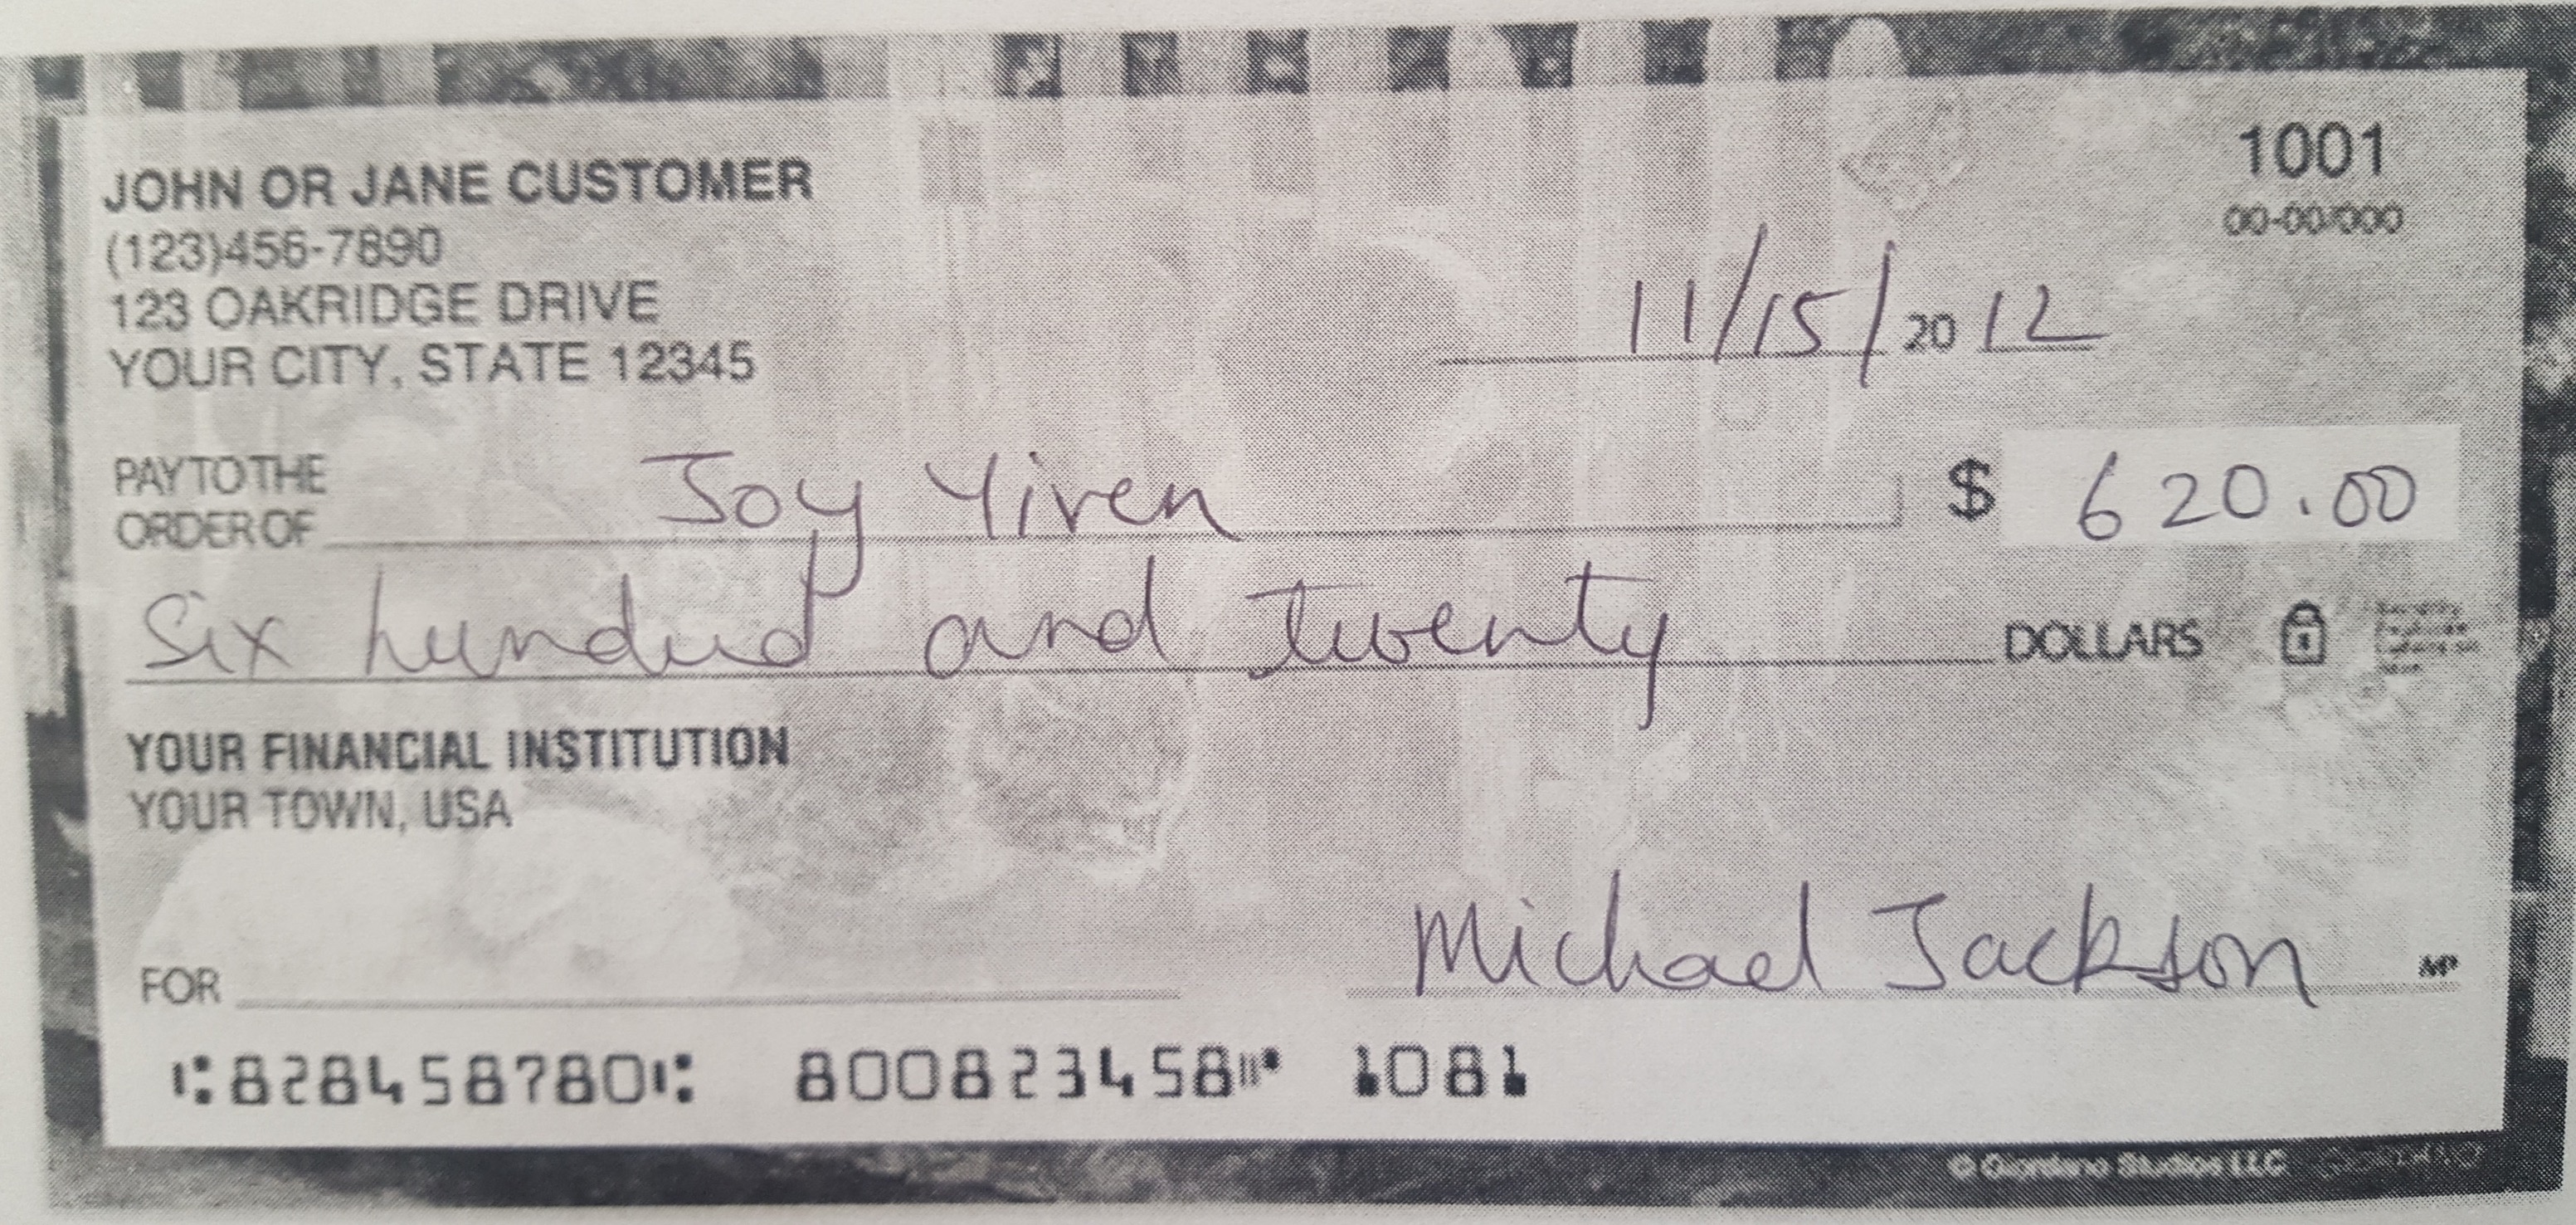 1001
00-00/000
JOHN OR JANE CUSTOMER
(123)456-7890
123 OAKRIDGE DRIVE
YOUR CITY, STATE 12345
11/15/2012
PAY TO THE
ORDER OF Joy Yiren $ 620.00
Six hundred and twenty DOLLARS
YOUR FINANCIAL INSTITUTION
YOUR TOWN, USA
FOR Michael Jackson MP
⑆828458780⑆ 800823458⑈ 1081
© Giordano Studios LLC